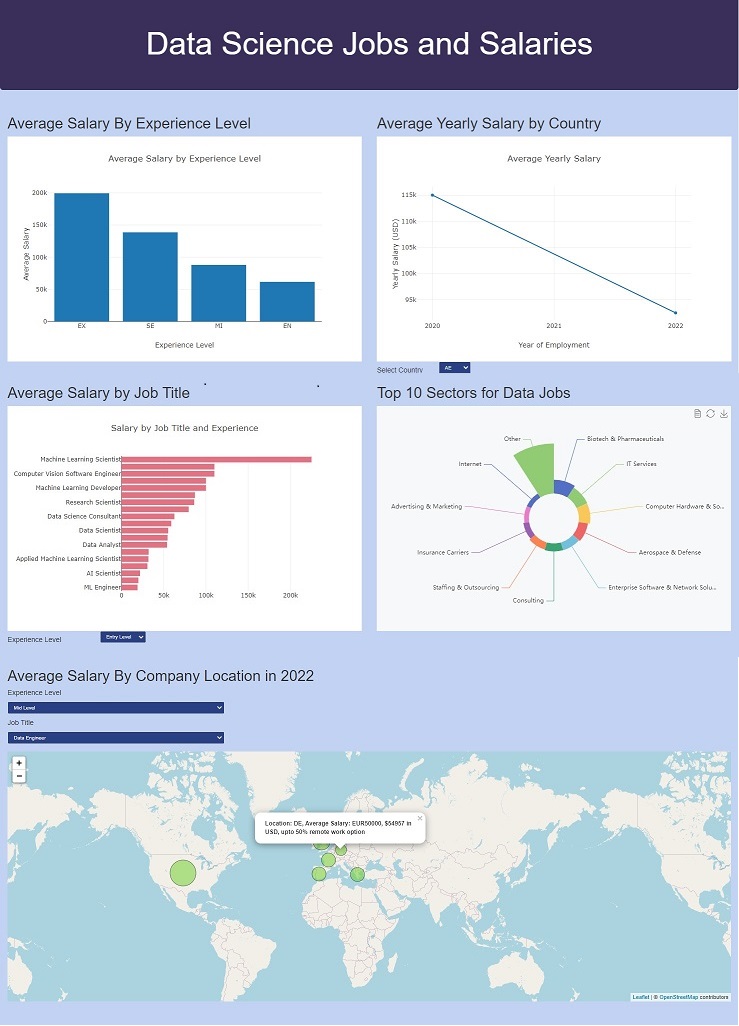 Data Science Jobs and Salaries
Average Salary By Experience Level
Average Salary by Experience Level
200k
150k
100k
50k
0
Average Salary
EX
SE
MI
EN
Experience Level
Average Yearly Salary by Country
Average Yearly Salary
115k
110k
105k
100k
95k
Yearly Salary (USD)
2020
2021
2022
Year of Employment
Select Country
AE
Average Salary by Job Title
Salary by Job Title and Experience
Machine Learning Scientist
Computer Vision Software Engineer
Machine Learning Developer
Research Scientist
Data Science Consultant
Data Scientist
Data Analyst
Applied Machine Learning Scientist
AI Scientist
ML Engineer
0
50k
100k
150k
200k
Experience Level
Entry Level
Top 10 Sectors for Data Jobs
Other
Biotech & Pharmaceuticals
Internet
IT Services
Advertising & Marketing
Computer Hardware & So...
Insurance Carriers
Aerospace & Defense
Staffing & Outsourcing
Enterprise Software & Network Solu...
Consulting
Average Salary By Company Location in 2022
Experience Level
Mid Level
Job Title
Data Engineer
+
−
Location: DE, Average Salary: EUR50000, $54957 in
USD, upto 50% remote work option
×
Leaflet | © OpenStreetMap contributors